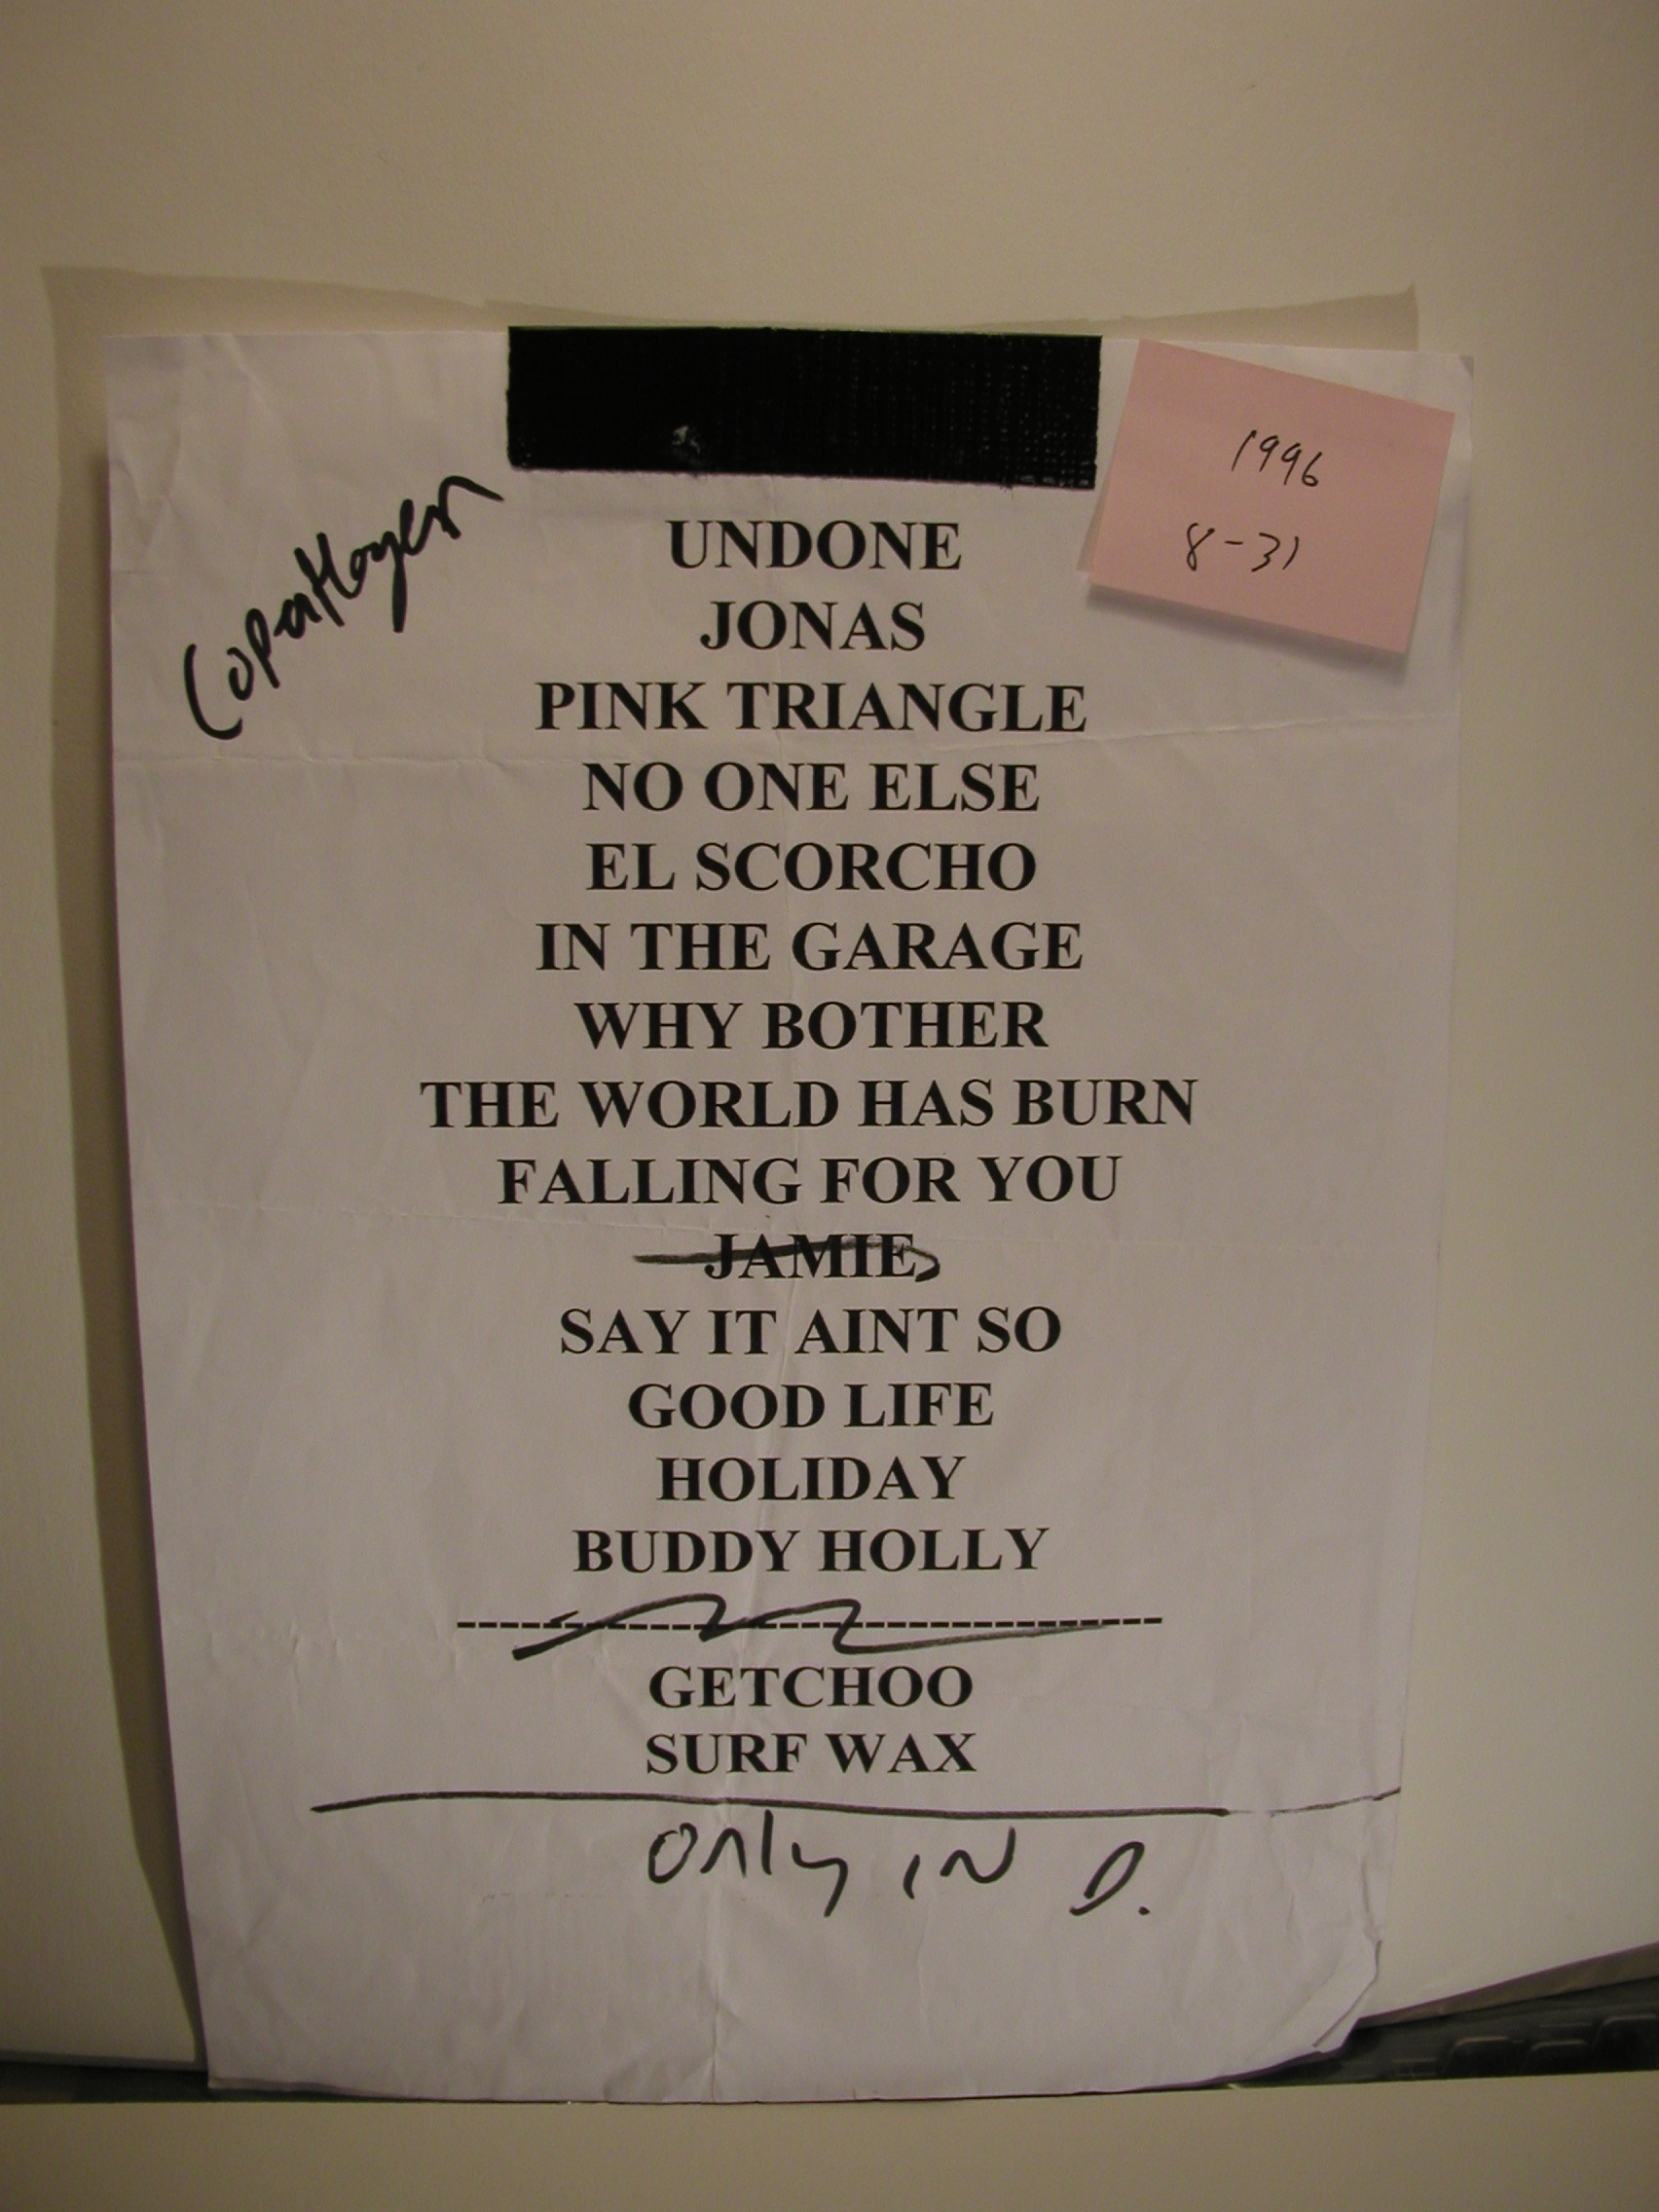 Copenhagen
1996
8-31
UNDONE
JONAS
PINK TRIANGLE
NO ONE ELSE
EL SCORCHO
IN THE GARAGE
WHY BOTHER
THE WORLD HAS BURN
FALLING FOR YOU
JAMIE
SAY IT AINT SO
GOOD LIFE
HOLIDAY
BUDDY HOLLY
GETCHOO
SURF WAX
only IN D.